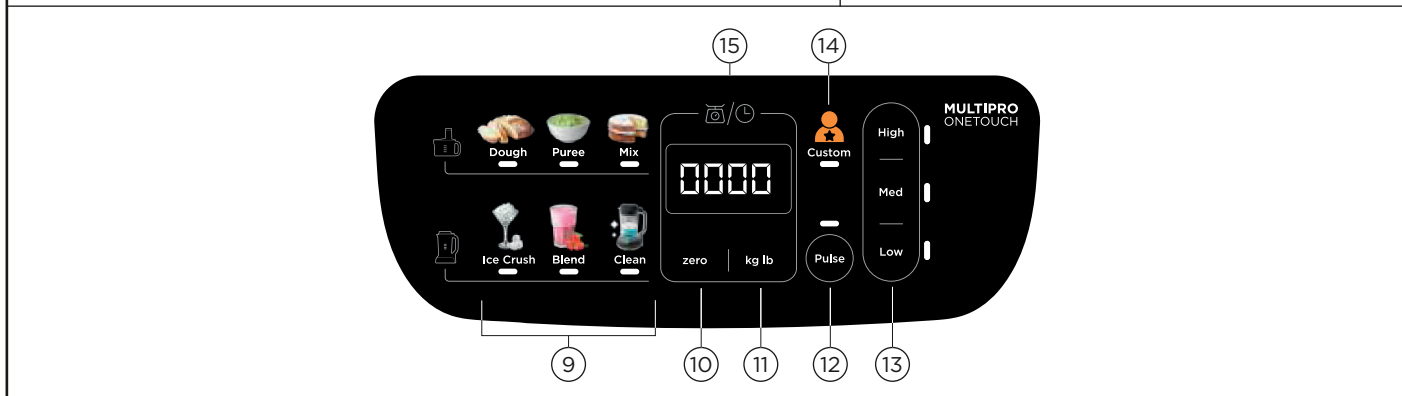 15
14
MULTIPRO
ONETOUCH
Dough Puree Mix
Custom
High
0000
Med
Ice Crush Blend Clean
zero kg lb
Pulse
Low
9
10
11
12
13